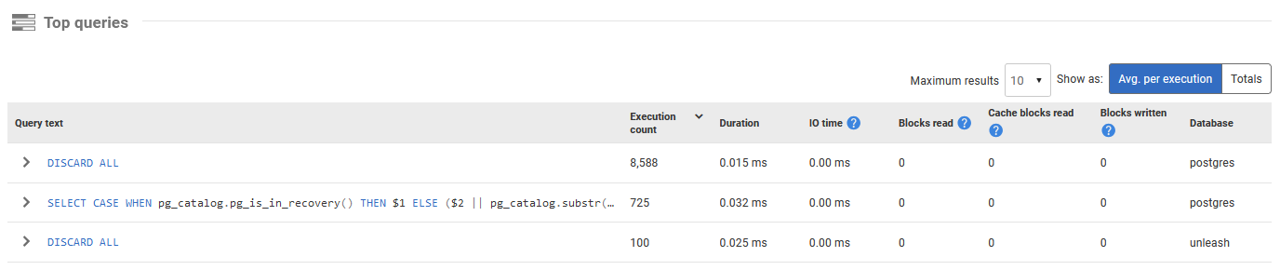 Top queries
Maximum results 10 Show as: Avg. per execution Totals
Query text Execution count Duration IO time ? Blocks read ? Cache blocks read ? Blocks written ? Database
DISCARD ALL 8,588 0.015 ms 0.00 ms 0 0 0 postgres
SELECT CASE WHEN pg_catalog.pg_is_in_recovery() THEN $1 ELSE ($2 || pg_catalog.substr(… 725 0.032 ms 0.00 ms 0 0 0 postgres
DISCARD ALL 100 0.025 ms 0.00 ms 0 0 0 unleash